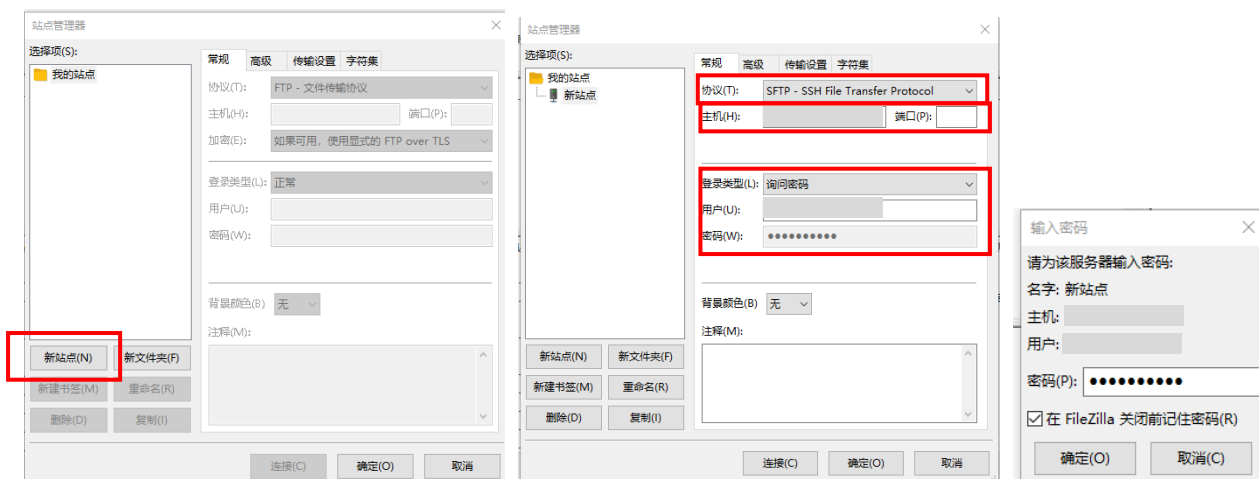 站点管理器
选择项(S):
我的站点
新站点(N)
新文件夹(F)
新建书签(M)
重命名(R)
删除(D)
复制(I)
常规
高级
传输设置
字符集
协议(T):
FTP - 文件传输协议
主机(H):
端口(P):
加密(E):
如果可用，使用显式的 FTP over TLS
登录类型(L):
正常
用户(U):
密码(W):
背景颜色(B)
无
注释(M):
连接(C)
确定(O)
取消
站点管理器
选择项(S):
我的站点
新站点
新站点(N)
新文件夹(F)
新建书签(M)
重命名(R)
删除(D)
复制(I)
常规
高级
传输设置
字符集
协议(T):
SFTP - SSH File Transfer Protocol
主机(H):
端口(P):
登录类型(L):
询问密码
用户(U):
密码(W):
●●●●●●●●●●
背景颜色(B)
无
注释(M):
连接(C)
确定(O)
取消
输入密码
请为该服务器输入密码:
名字: 新站点
主机:
用户:
密码(P): ●●●●●●●●●●
在 FileZilla 关闭前记住密码(R)
确定(O)
取消(C)